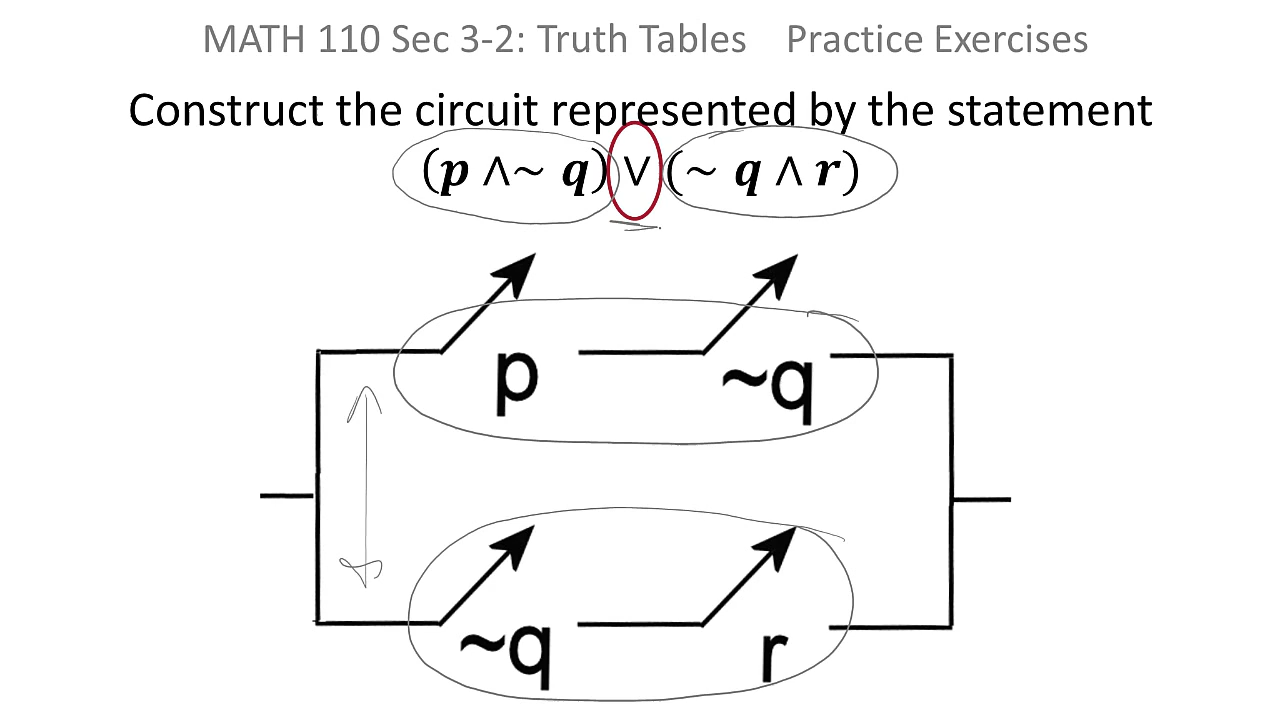 MATH 110 Sec 3-2: Truth Tables Practice Exercises
Construct the circuit represented by the statement
(p ∧~ q) ∨ (~ q ∧ r)
p ~q
~q r